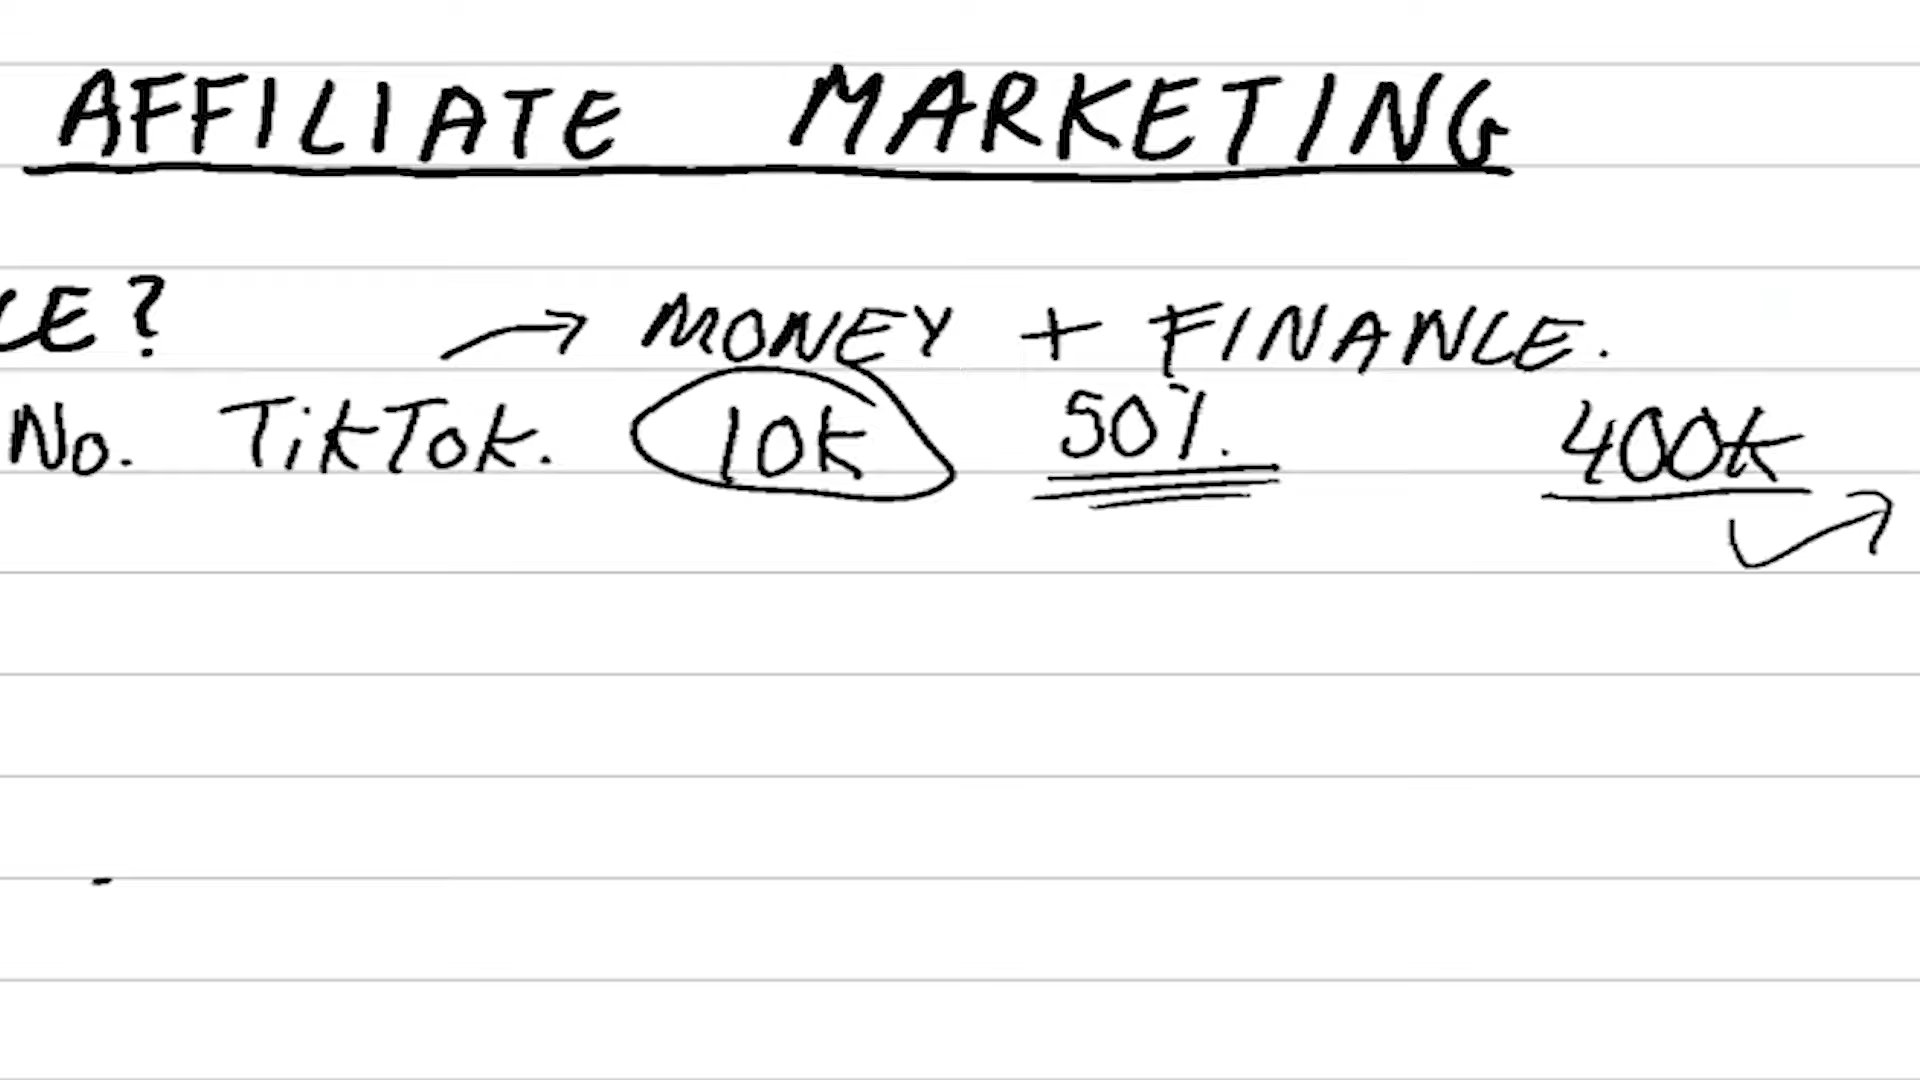 AFFILIATE MARKETING
CE? → MONEY + FINANCE.
No. TikTok. 10K 50%. 400K